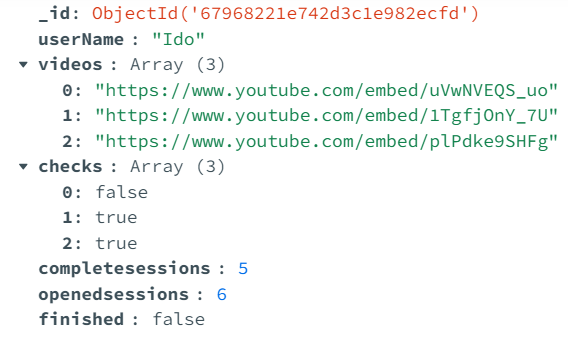 _id: ObjectId('67968221e742d3c1e982ecfd')
userName : "Ido"
videos : Array (3)
0: "https://www.youtube.com/embed/uVwNVEQS_uo"
1: "https://www.youtube.com/embed/1TgfjOnY_7U"
2: "https://www.youtube.com/embed/plPdke9SHFg"
checks : Array (3)
0: false
1: true
2: true
completesessions : 5
openedsessions : 6
finished : false